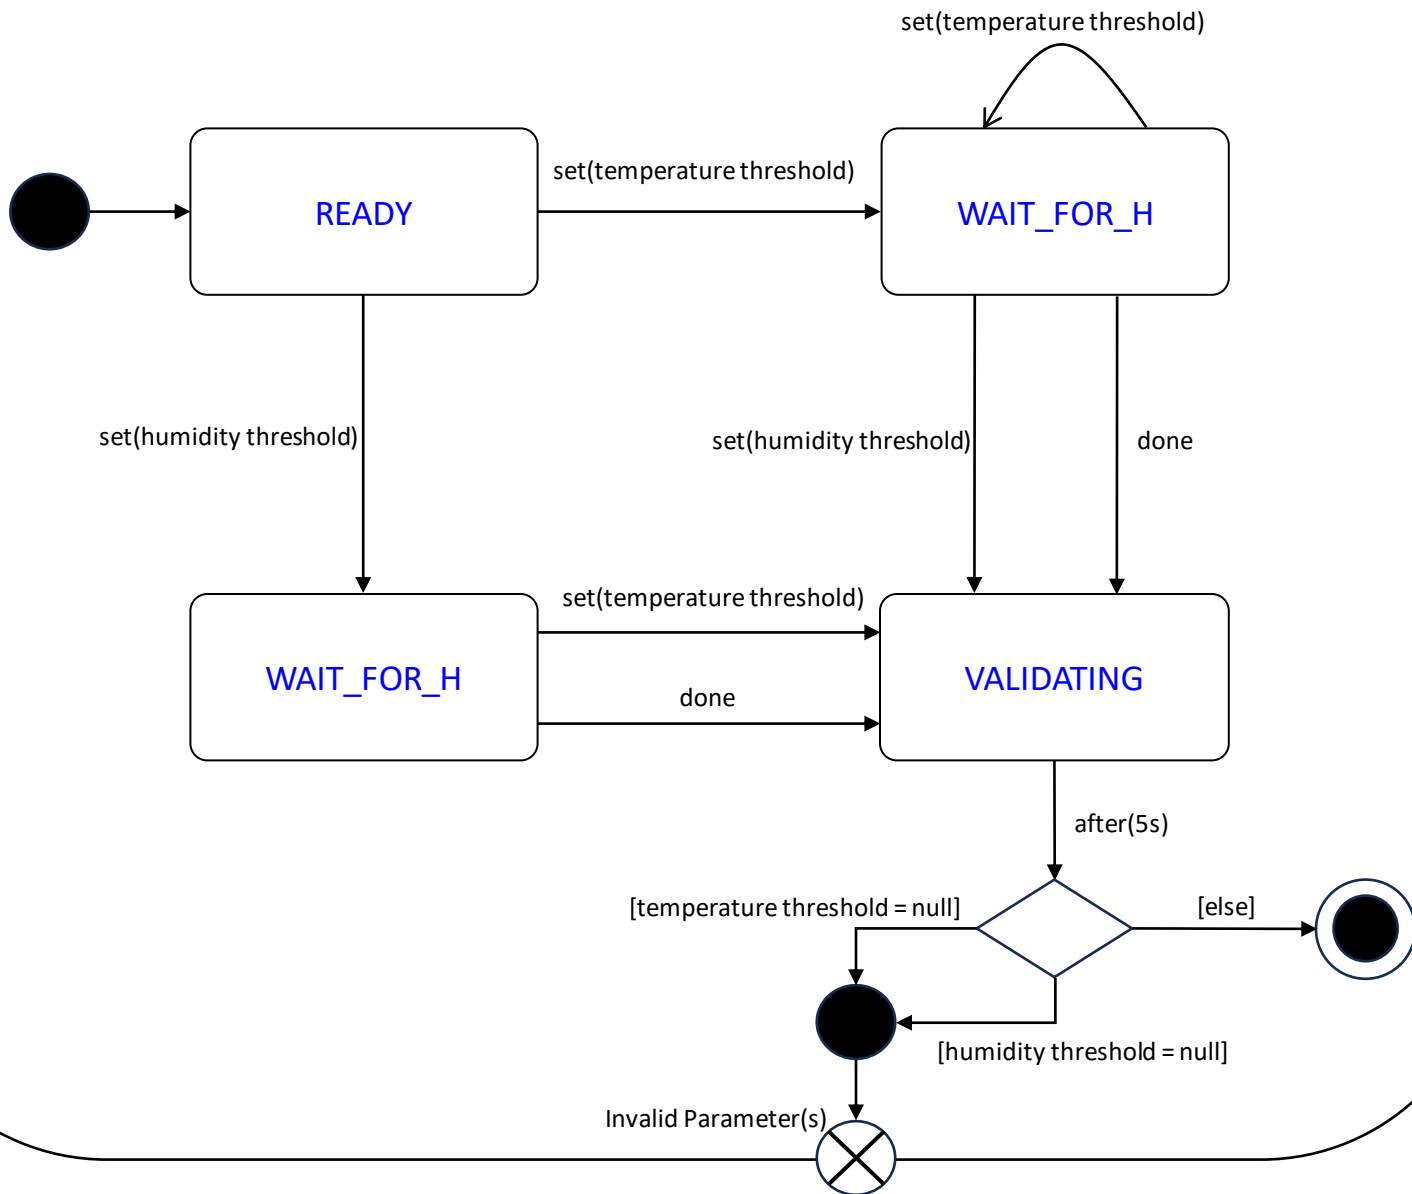 set(temperature threshold)
set(temperature threshold)
READY
WAIT_FOR_H
set(humidity threshold)
set(humidity threshold)
done
set(temperature threshold)
WAIT_FOR_H
VALIDATING
done
after(5s)
[temperature threshold = null]
[else]
[humidity threshold = null]
Invalid Parameter(s)